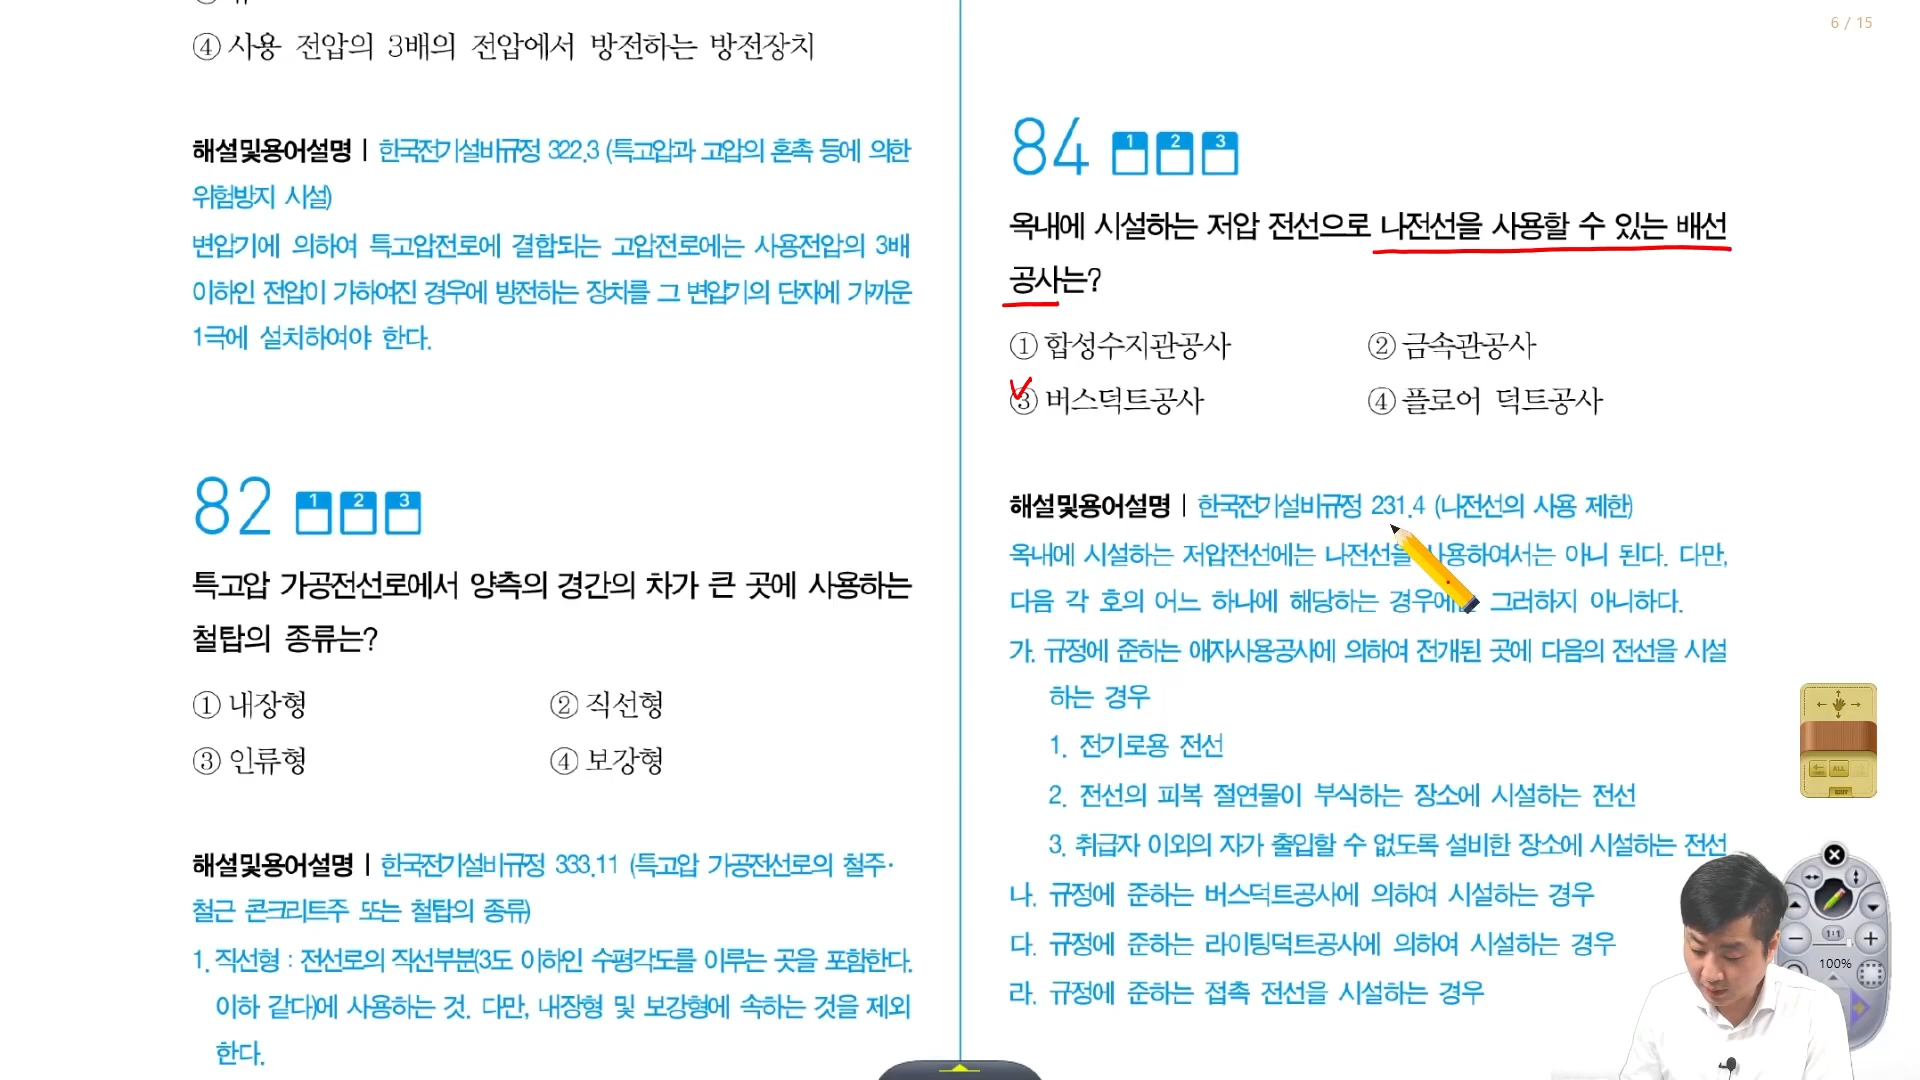 6 / 15
④ 사용 전압의 3배의 전압에서 방전하는 방전장치
해설및용어설명 | 한국전기설비규정 322.3 (특고압과 고압의 혼촉 등에 의한
위험방지 시설)
변압기에 의하여 특고압전로에 결합되는 고압전로에는 사용전압의 3배
이하인 전압이 가하여진 경우에 방전하는 장치를 그 변압기의 단자에 가까운
1극에 설치하여야 한다.
82 1 2 3
특고압 가공전선로에서 양측의 경간의 차가 큰 곳에 사용하는
철탑의 종류는?
① 내장형 ② 직선형
③ 인류형 ④ 보강형
해설및용어설명 | 한국전기설비규정 333.11 (특고압 가공전선로의 철주·
철근 콘크리트주 또는 철탑의 종류)
1. 직선형 : 전선로의 직선부분(3도 이하인 수평각도를 이루는 곳을 포함한다.
이하 같다)에 사용하는 것. 다만, 내장형 및 보강형에 속하는 것을 제외
한다.
84 1 2 3
옥내에 시설하는 저압 전선으로 나전선을 사용할 수 있는 배선
공사는?
① 합성수지관공사 ② 금속관공사
③ 버스덕트공사 ④ 플로어 덕트공사
해설및용어설명 | 한국전기설비규정 231.4 (나전선의 사용 제한)
옥내에 시설하는 저압전선에는 나전선을 사용하여서는 아니 된다. 다만,
다음 각 호의 어느 하나에 해당하는 경우에는 그러하지 아니하다.
가. 규정에 준하는 애자사용공사에 의하여 전개된 곳에 다음의 전선을 시설
하는 경우
1. 전기로용 전선
2. 전선의 피복 절연물이 부식하는 장소에 시설하는 전선
3. 취급자 이외의 자가 출입할 수 없도록 설비한 장소에 시설하는 전선
나. 규정에 준하는 버스덕트공사에 의하여 시설하는 경우
다. 규정에 준하는 라이팅덕트공사에 의하여 시설하는 경우
라. 규정에 준하는 접촉 전선을 시설하는 경우
ALL
EXIT
1:1
100%